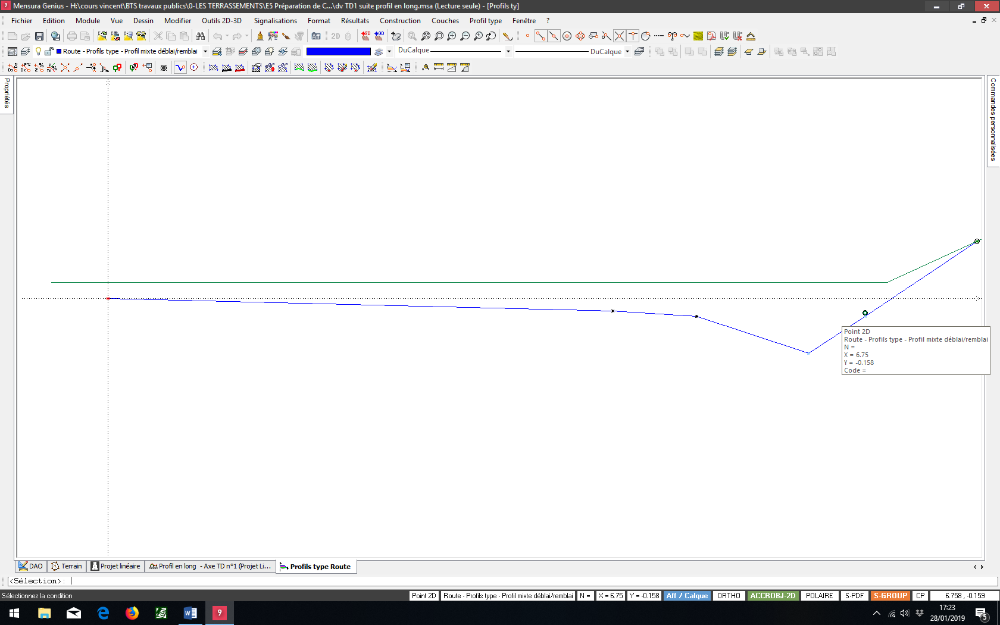 9 Mensura Genius - H:\cours vincent\BTS travaux publics\0-LES TERRASSEMENTS\E5 Préparation de C...\dv TD1 suite profil en long.msa (Lecture seule) - [Profils ty]
Fichier Edition Module Vue Dessin Modifier Outils 2D-3D Signalisations Format Résultats Construction Couches Profil type Fenêtre ?
Aff 2D
Route - Profils type - Profil mixte déblai/remblai DuCalque DuCalque
Propriétés
Commandes personnalisées
Point 2D
Route - Profils type - Profil mixte déblai/remblai
N =
X = 6.75
Y = -0.158
Code =
DAO Terrain Projet linéaire Profil en long - Axe TD n°1 (Projet Li... Profils type Route
<Sélection>:
Sélectionnez la condition Point 2D Route - Profils type - Profil mixte déblai/remblai N = X = 6.75 Y = -0.158 Aff / Calque ORTHO ACCROBJ-2D POLAIRE S-PDF S-GROUP CP 6.758 , -0.159
9
17:23
28/01/2019
5